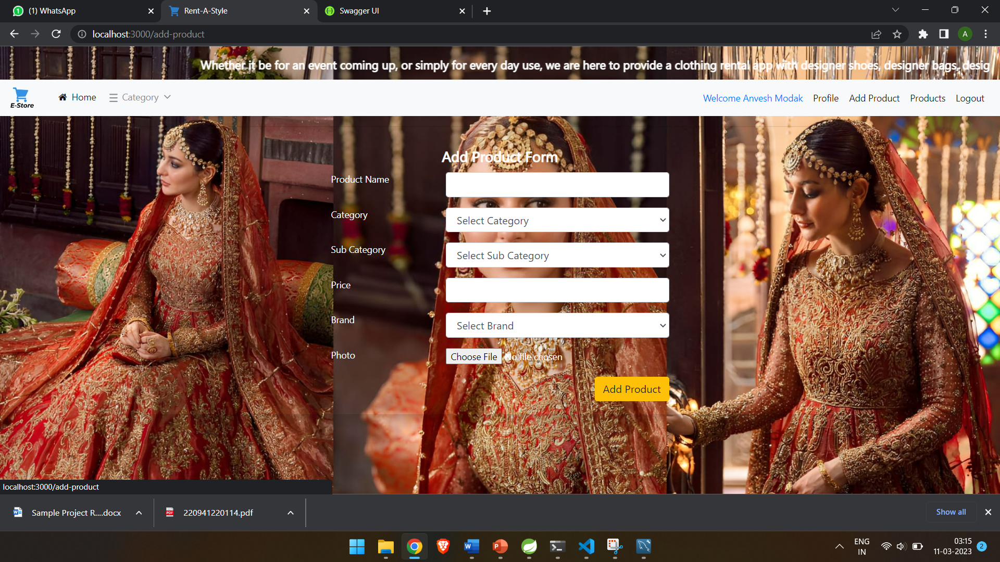 (1) WhatsApp
Rent-A-Style
Swagger UI
localhost:3000/add-product
A
Whether it be for an event coming up, or simply for every day use, we are here to provide a clothing rental app with designer shoes, designer bags, desig
E-Store
Home
Category
Welcome Anvesh Modak
Profile
Add Product
Products
Logout
Add Product Form
Product Name
Category
Select Category
Sub Category
Select Sub Category
Price
Brand
Select Brand
Photo
Choose File No file chosen
Add Product
localhost:3000/add-product
Sample Project R....docx
PDF
220941220114.pdf
Show all
ENG
IN
03:15
11-03-2023
2